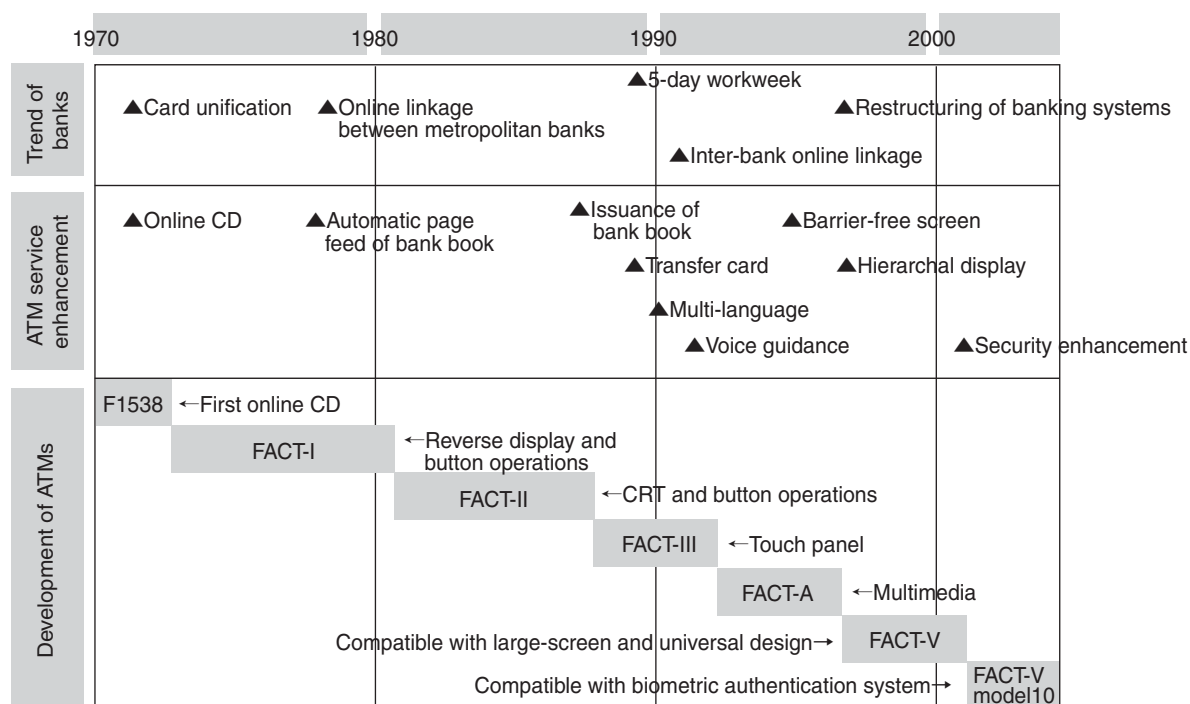 1970 1980 1990 2000
Trend of
banks
5-day workweek
Card unification
Online linkage
between metropolitan banks
Restructuring of banking systems
Inter-bank online linkage
ATM service
enhancement
Online CD
Automatic page
feed of bank book
Issuance of
bank book
Barrier-free screen
Transfer card
Hierarchal display
Multi-language
Voice guidance
Security enhancement
Development of ATMs
F1538 ←First online CD
FACT-I
←Reverse display and
button operations
FACT-II ←CRT and button operations
FACT-III ←Touch panel
FACT-A ←Multimedia
Compatible with large-screen and universal design→ FACT-V
Compatible with biometric authentication system→
FACT-V
model10